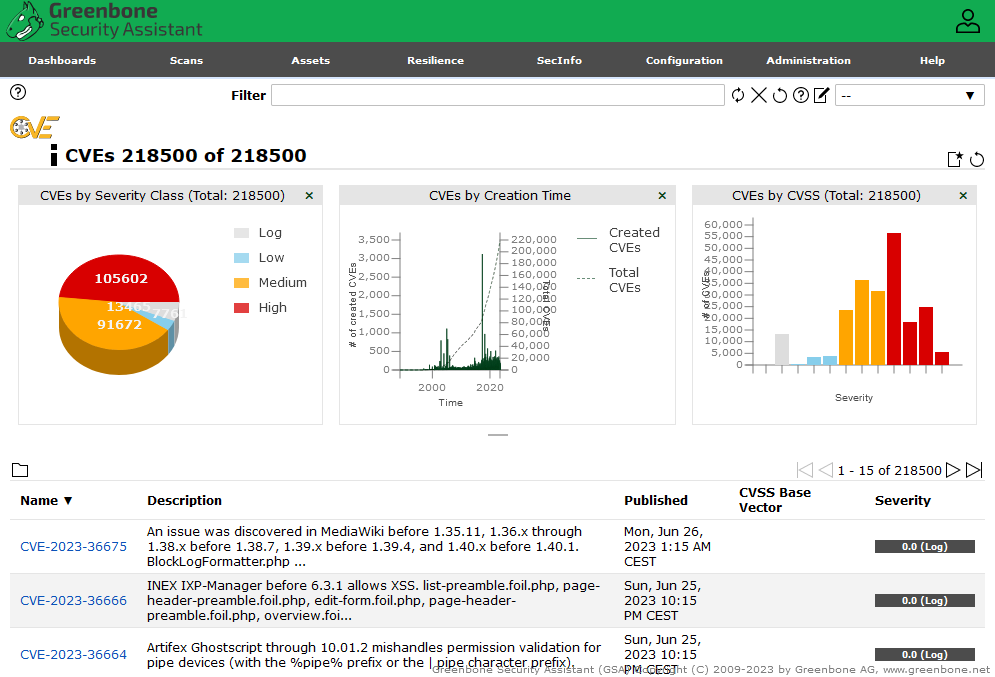 Greenbone
Security Assistant
Dashboards Scans Assets Resilience SecInfo Configuration Administration Help
Filter -- ▼
CVE
CVEs 218500 of 218500
CVEs by Severity Class (Total: 218500) ×
105602
13465
7761
91672
Log
Low
Medium
High
CVEs by Creation Time ×
# of created CVEs
3,500
3,000
2,500
2,000
1,500
1,000
500
0
220,000
200,000
180,000
160,000
140,000
120,000
100,000
80,000
60,000
40,000
20,000
0
Total CVEs
2000 2020
Time
Created
CVEs
Total
CVEs
CVEs by CVSS (Total: 218500) ×
# of CVEs
60,000
55,000
50,000
45,000
40,000
35,000
30,000
25,000
20,000
15,000
10,000
5,000
0
Severity
1 - 15 of 218500
Name ▼ Description Published CVSS Base Vector Severity
CVE-2023-36675
An issue was discovered in MediaWiki before 1.35.11, 1.36.x through
1.38.x before 1.38.7, 1.39.x before 1.39.4, and 1.40.x before 1.40.1.
BlockLogFormatter.php ...
Mon, Jun 26,
2023 1:15 AM
CEST
0.0 (Log)
CVE-2023-36666
INEX IXP-Manager before 6.3.1 allows XSS. list-preamble.foil.php, page-
header-preamble.foil.php, edit-form.foil.php, page-header-
preamble.foil.php, overview.foi...
Sun, Jun 25,
2023 10:15
PM CEST
0.0 (Log)
CVE-2023-36664
Artifex Ghostscript through 10.01.2 mishandles permission validation for
pipe devices (with the %pipe% prefix or the | pipe character prefix).
Sun, Jun 25,
2023 10:15
PM CEST
0.0 (Log)
Greenbone Security Assistant (GSA) Copyright (C) 2009-2023 by Greenbone AG, www.greenbone.net